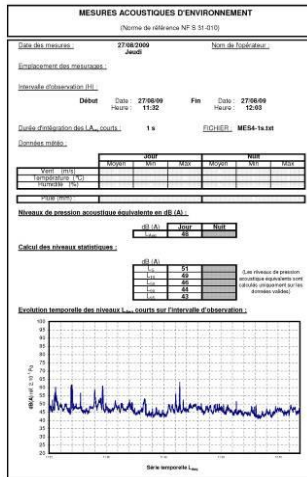 MESURES ACOUSTIQUES D'ENVIRONNEMENT
(Norme de référence NF S 31-010)
Date des mesures : 27/08/2009 Nom de l'opérateur :
Jeudi
Emplacement des mesurages :
Intervalle d'observation (H) :
Début Date : 27/08/09 Fin Date : 27/08/09
Heure : 11:32 Heure : 12:03
Durée d'intégration des LAeq courts : 1 s FICHIER : MES4-1s.txt
Données météo :
Jour Nuit
Moyen Min Max Moyen Min Max
Vent (m/s)
Température (°C)
Humidité (%)
Pluie (mm) :
Niveaux de pression acoustique équivalente en dB (A) :
dB (A) Jour Nuit
46
Calcul des niveaux statistiques :
dB (A)
51
49
46
44
43
(Les niveaux de pression
acoustique équivalents sont
calculés uniquement sur les
données valides)
Evolution temporelle des niveaux LAeq courts sur l'intervalle d'observation :
100
95
90
85
80
75
70
65
60
55
50
45
40
35
30
25
20
Série temporelle LAeq